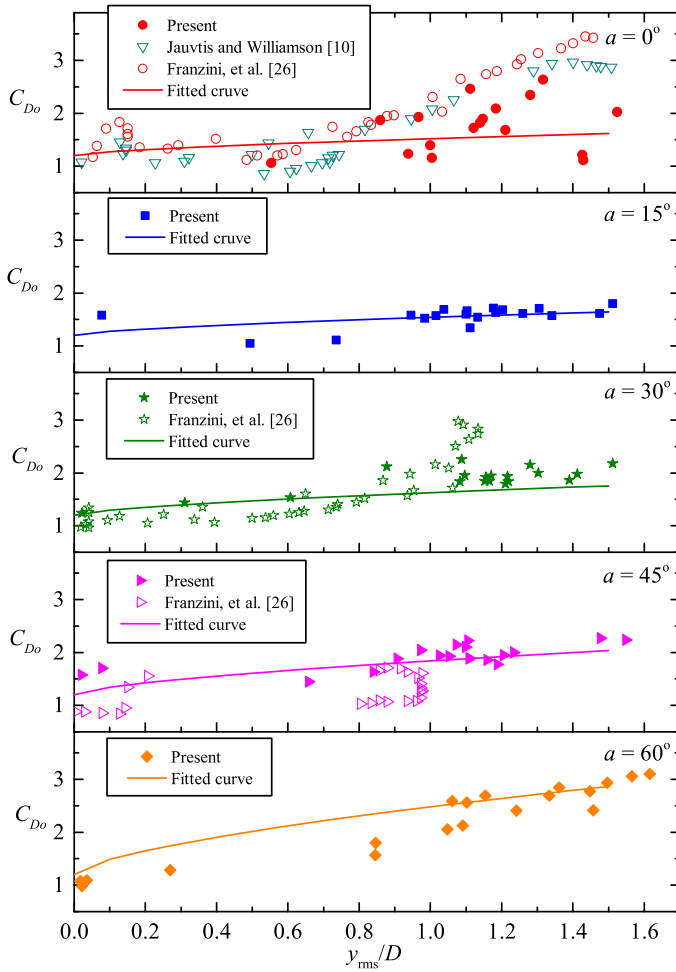 Present
Jauvtis and Williamson [10]
Franzini, et al. [26]
Fitted cruve
a = 0°
3
2
1
C_Do
Present
Fitted cruve
a = 15°
3
2
1
C_Do
Present
Franzini, et al. [26]
Fitted curve
a = 30°
3
2
1
C_Do
Present
Franzini, et al. [26]
Fitted curve
a = 45°
3
2
1
C_Do
Present
Fitted curve
a = 60°
3
2
1
C_Do
0.0 0.2 0.4 0.6 0.8 1.0 1.2 1.4 1.6
y_rms/D